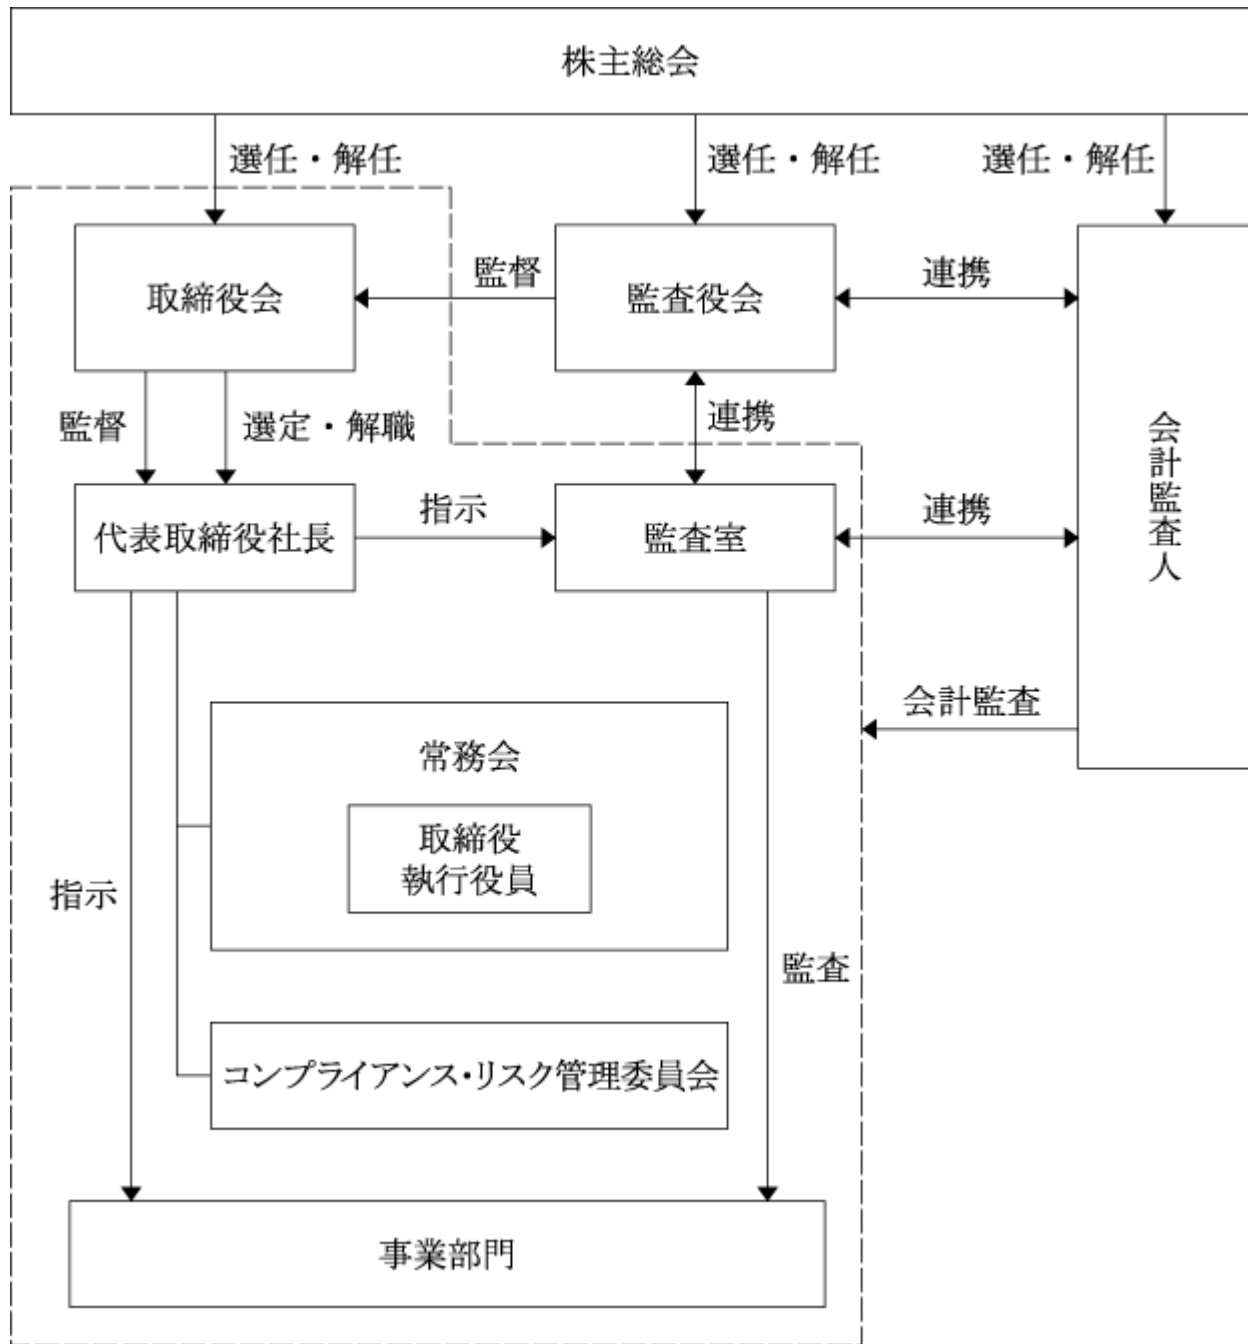 株主総会
選任・解任
選任・解任
選任・解任
取締役会
監督
監査役会
連携
監督
選定・解職
連携
会計監査人
代表取締役社長
指示
監査室
連携
会計監査
常務会
取締役
執行役員
指示
監査
コンプライアンス・リスク管理委員会
事業部門